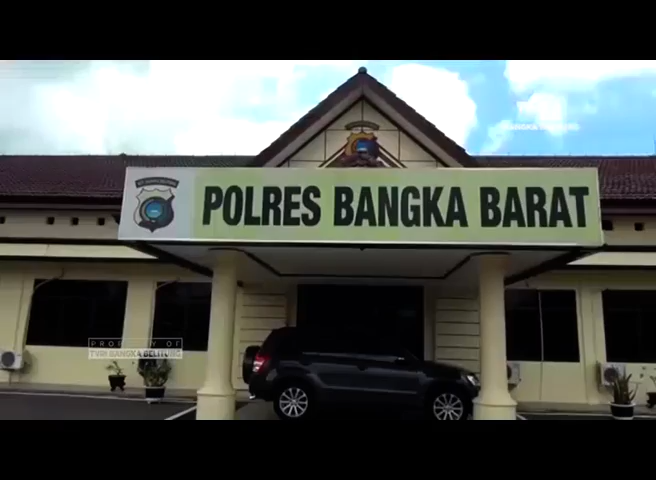 POLRES BANGKA BARAT
PROPERTY OF
TVRI BANGKA BELITUNG